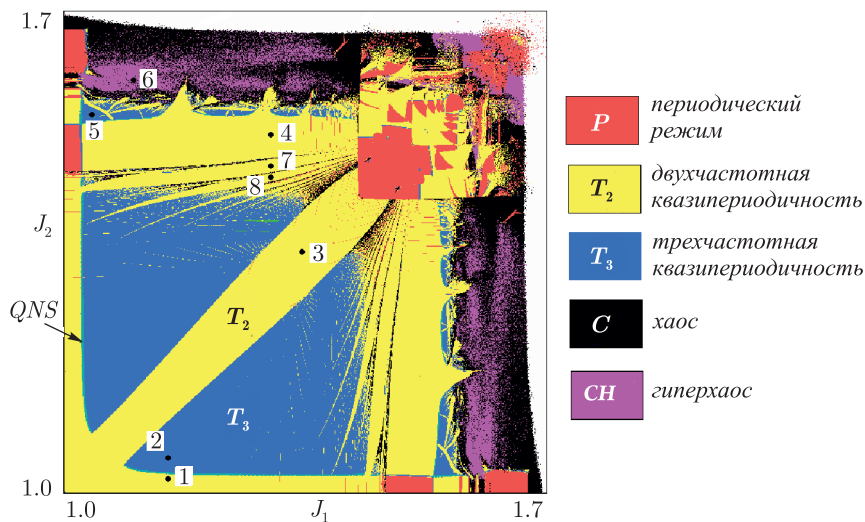 1.7
J₂
QNS
1.0
1.0
J₁
1.7
6
5
4
7
8
3
T₂
T₃
2
1
P
периодический
режим
T₂
двухчастотная
квазипериодичность
T₃
трехчастотная
квазипериодичность
C
хаос
CH
гиперхаос